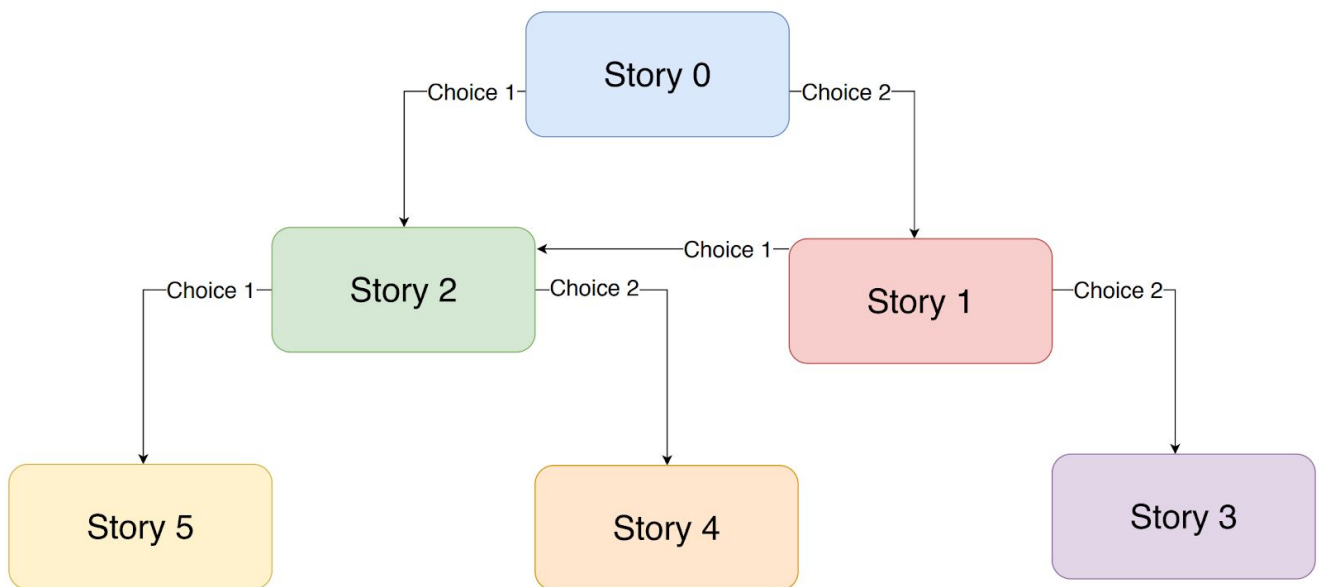 Story 0
Choice 1
Choice 2
Choice 1
Story 2
Story 1
Choice 1
Choice 2
Choice 2
Story 5
Story 4
Story 3